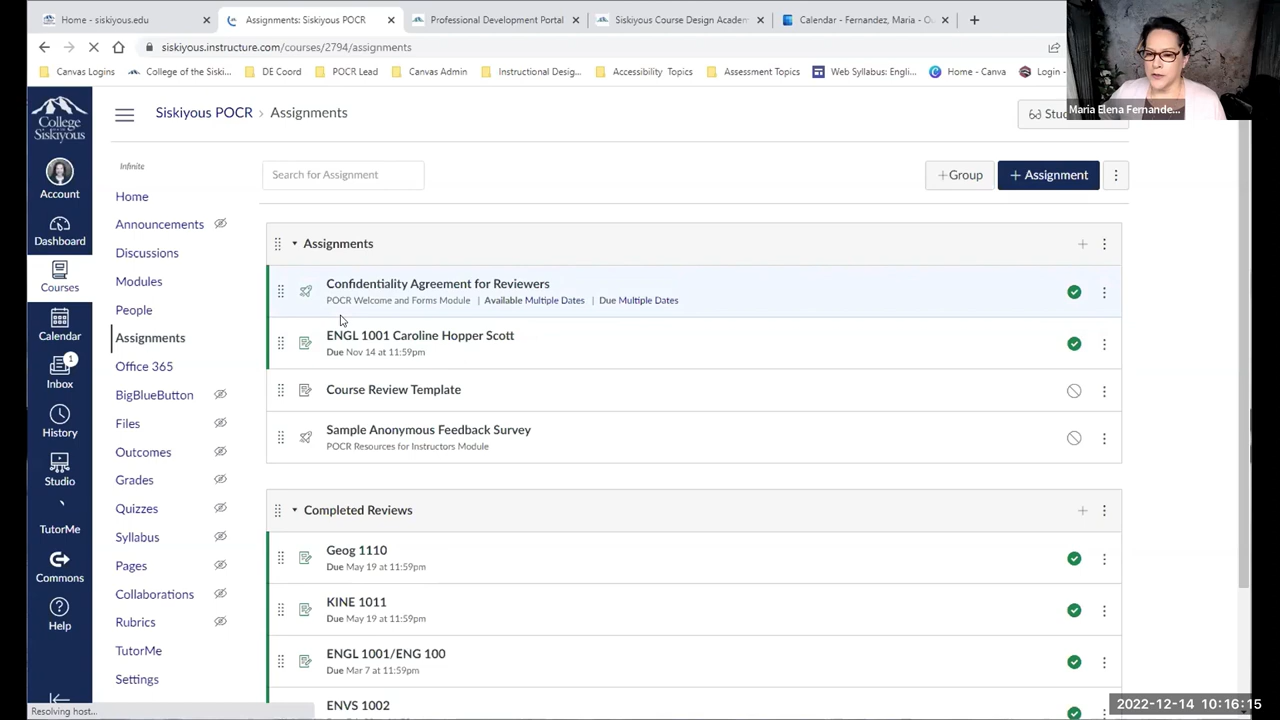 Home - siskiyous.edu
Assignments: Siskiyous POCR
Professional Development Portal
Siskiyous Course Design Acade
Calendar - Fernandez, Maria - O
siskiyous.instructure.com/courses/2794/assignments
Canvas Logins
College of the Siski...
DE Coord
POCR Lead
Canvas Admin
Instructional Desig...
Accessibility Topics
Assessment Topics
Web Syllabus: Engli...
Home - Canva
Login -
Maria Elena Fernande...
College
Siskiyous
Account
Dashboard
Courses
Calendar
1
Inbox
History
Studio
TutorMe
Commons
Help
Siskiyous POCR › Assignments
Stu
Infinite
Home
Announcements
Discussions
Modules
People
Assignments
Office 365
BigBlueButton
Files
Outcomes
Grades
Quizzes
Syllabus
Pages
Collaborations
Rubrics
TutorMe
Settings
Search for Assignment
+Group
+ Assignment
Assignments
Confidentiality Agreement for Reviewers
POCR Welcome and Forms Module | Available Multiple Dates | Due Multiple Dates
ENGL 1001 Caroline Hopper Scott
Due Nov 14 at 11:59pm
Course Review Template
Sample Anonymous Feedback Survey
POCR Resources for Instructors Module
Completed Reviews
Geog 1110
Due May 19 at 11:59pm
KINE 1011
Due May 19 at 11:59pm
ENGL 1001/ENG 100
Due Mar 7 at 11:59pm
ENVS 1002
Resolving host...
2022-12-14 10:16:15